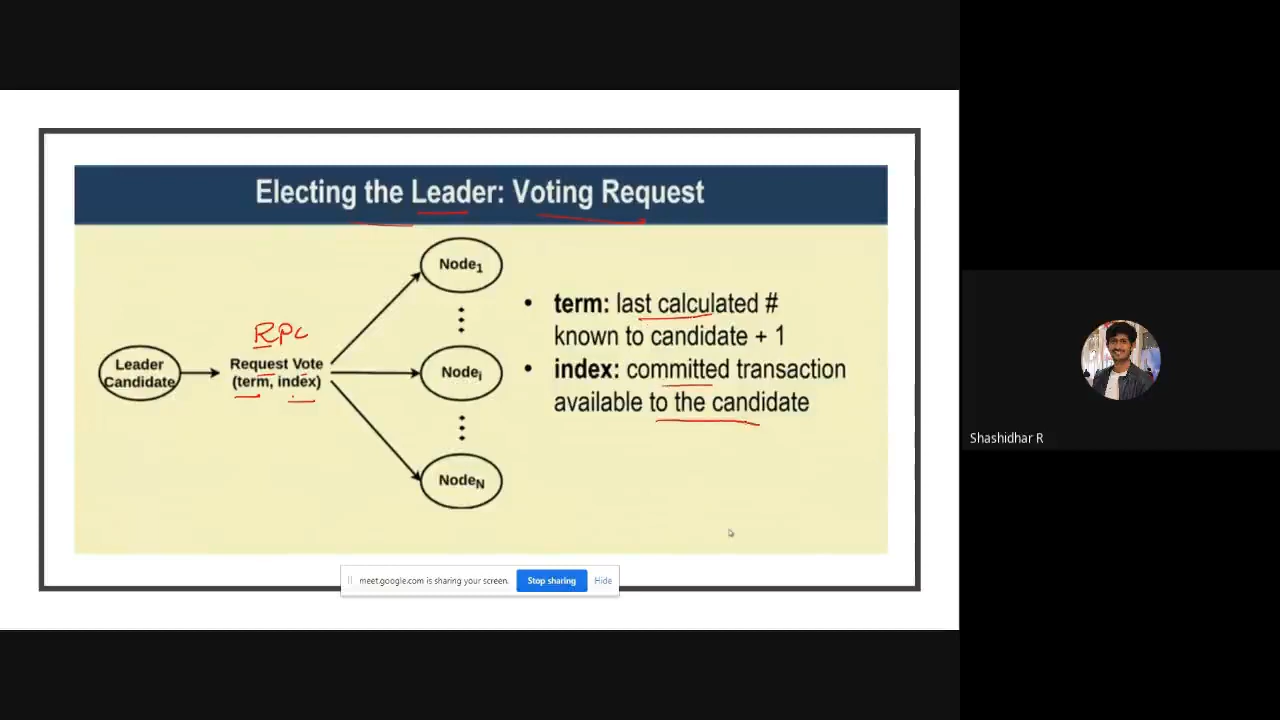 Electing the Leader: Voting Request
Node1
RPC
Leader
Candidate
Request Vote
(term, index)
Nodei
NodeN
• term: last calculated #
known to candidate + 1
• index: committed transaction
available to the candidate
meet.google.com is sharing your screen.
Stop sharing
Hide
Shashidhar R